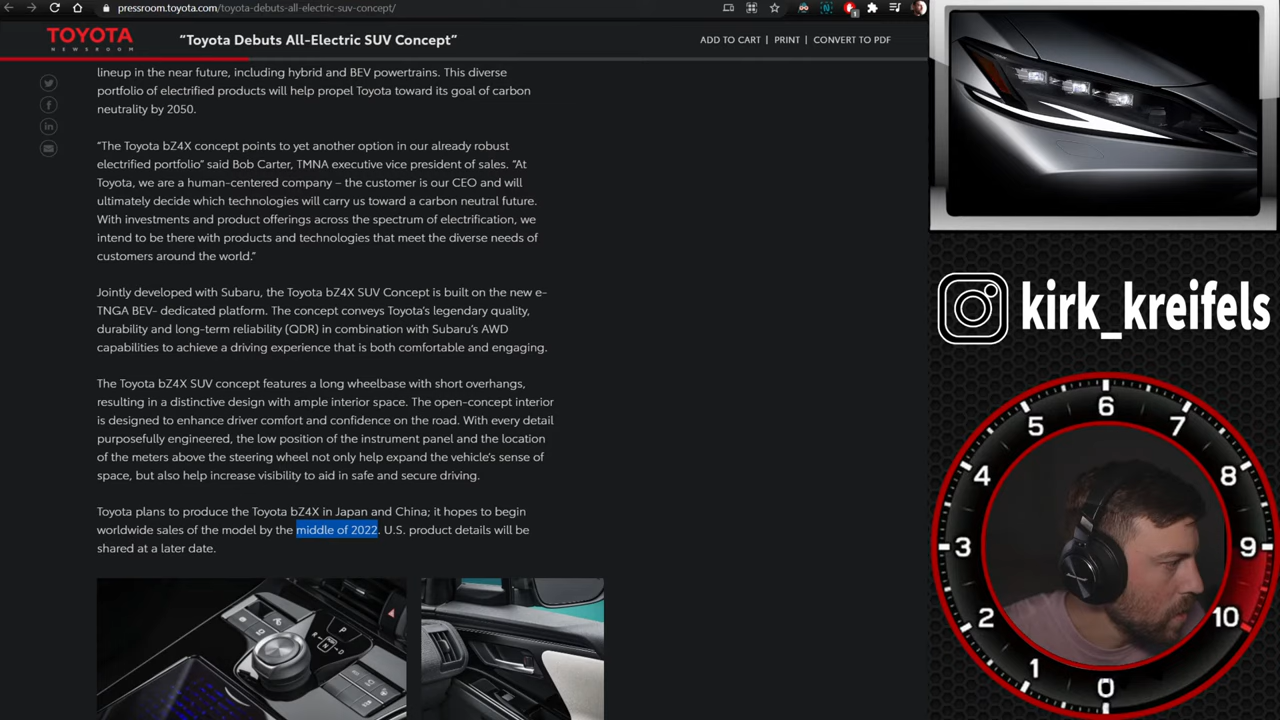 pressroom.toyota.com/toyota-debuts-all-electric-suv-concept/
TOYOTA
NEWSROOM
“Toyota Debuts All-Electric SUV Concept”
ADD TO CART | PRINT | CONVERT TO PDF
lineup in the near future, including hybrid and BEV powertrains. This diverse
portfolio of electrified products will help propel Toyota toward its goal of carbon
neutrality by 2050.
“The Toyota bZ4X concept points to yet another option in our already robust
electrified portfolio” said Bob Carter, TMNA executive vice president of sales. “At
Toyota, we are a human-centered company – the customer is our CEO and will
ultimately decide which technologies will carry us toward a carbon neutral future.
With investments and product offerings across the spectrum of electrification, we
intend to be there with products and technologies that meet the diverse needs of
customers around the world.”
Jointly developed with Subaru, the Toyota bZ4X SUV Concept is built on the new e-
TNGA BEV- dedicated platform. The concept conveys Toyota’s legendary quality,
durability and long-term reliability (QDR) in combination with Subaru’s AWD
capabilities to achieve a driving experience that is both comfortable and engaging.
The Toyota bZ4X SUV concept features a long wheelbase with short overhangs,
resulting in a distinctive design with ample interior space. The open-concept interior
is designed to enhance driver comfort and confidence on the road. With every detail
purposefully engineered, the low position of the instrument panel and the location
of the meters above the steering wheel not only help expand the vehicle’s sense of
space, but also help increase visibility to aid in safe and secure driving.
Toyota plans to produce the Toyota bZ4X in Japan and China; it hopes to begin
worldwide sales of the model by the middle of 2022. U.S. product details will be
shared at a later date.
P
R
N
D
kirk_kreifels
0
1
2
3
4
5
6
7
8
9
10